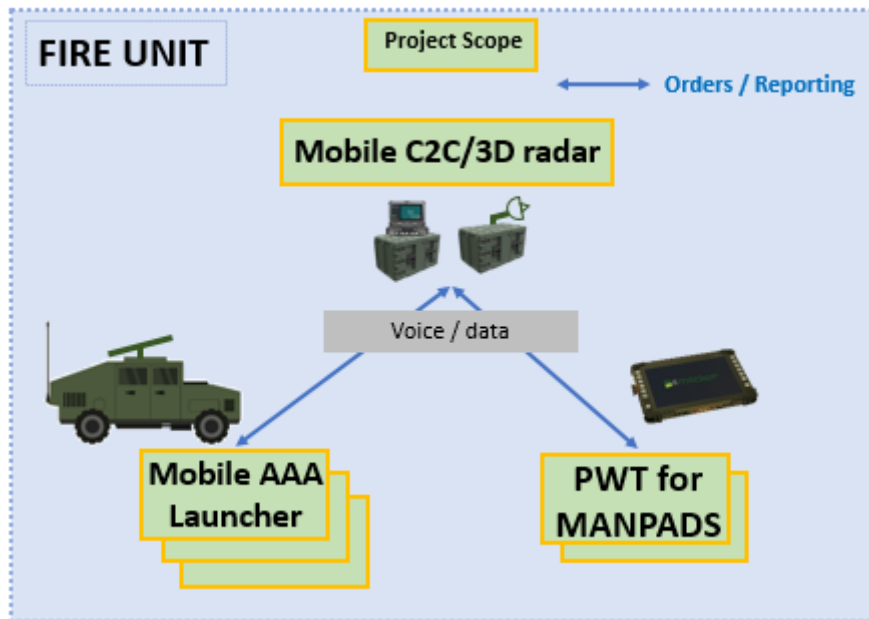 FIRE UNIT
Project Scope
Orders / Reporting
Mobile C2C/3D radar
Voice / data
Mobile AAA
Launcher
PWT for
MANPADS